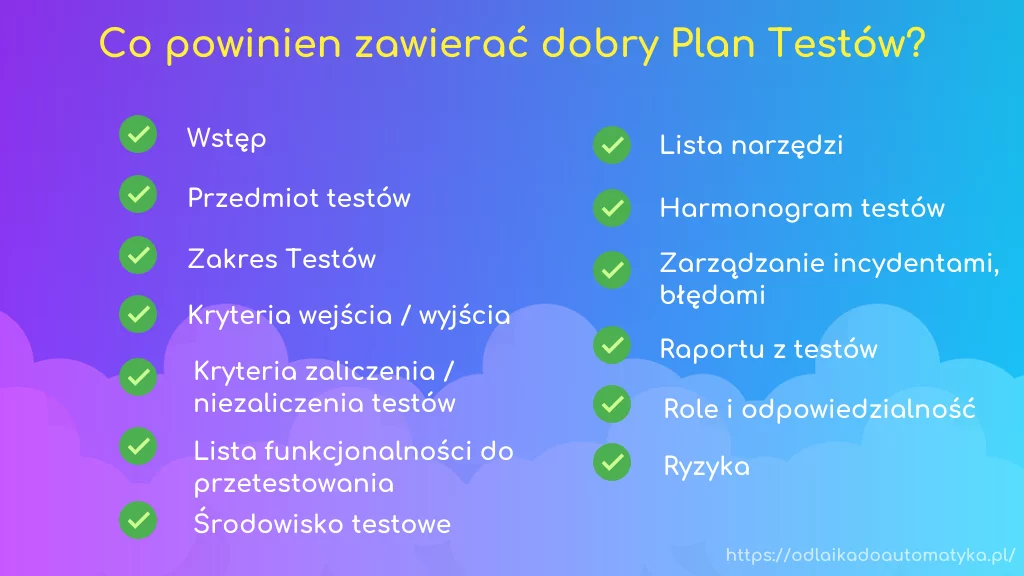 Co powinien zawierać dobry Plan Testów?
Wstęp
Przedmiot testów
Zakres Testów
Kryteria wejścia / wyjścia
Kryteria zaliczenia /
niezaliczenia testów
Lista funkcjonalności do
przetestowania
Środowisko testowe
Lista narzędzi
Harmonogram testów
Zarządzanie incydentami,
błędami
Raportu z testów
Role i odpowiedzialność
Ryzyka
https://odlaikadoautomatyka.pl/